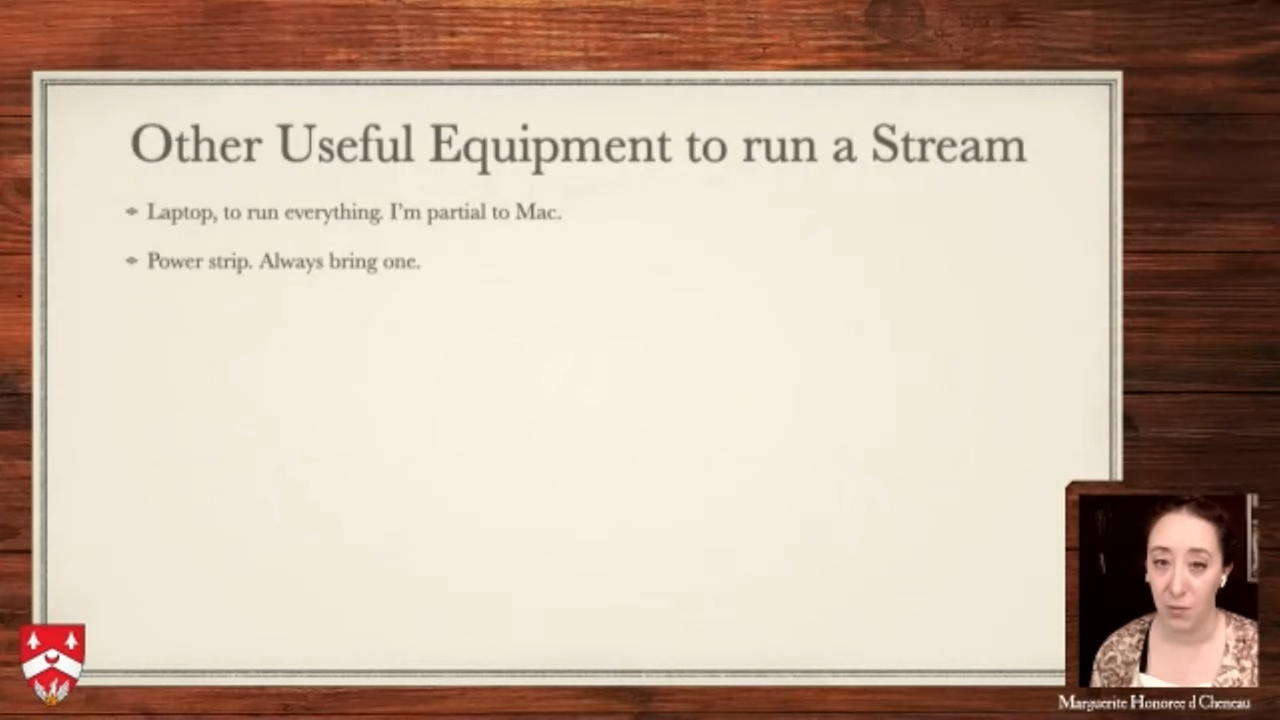 Other Useful Equipment to run a Stream
Laptop, to run everything. I'm partial to Mac.
Power strip. Always bring one.
Marguerite Honoree d Cheneau